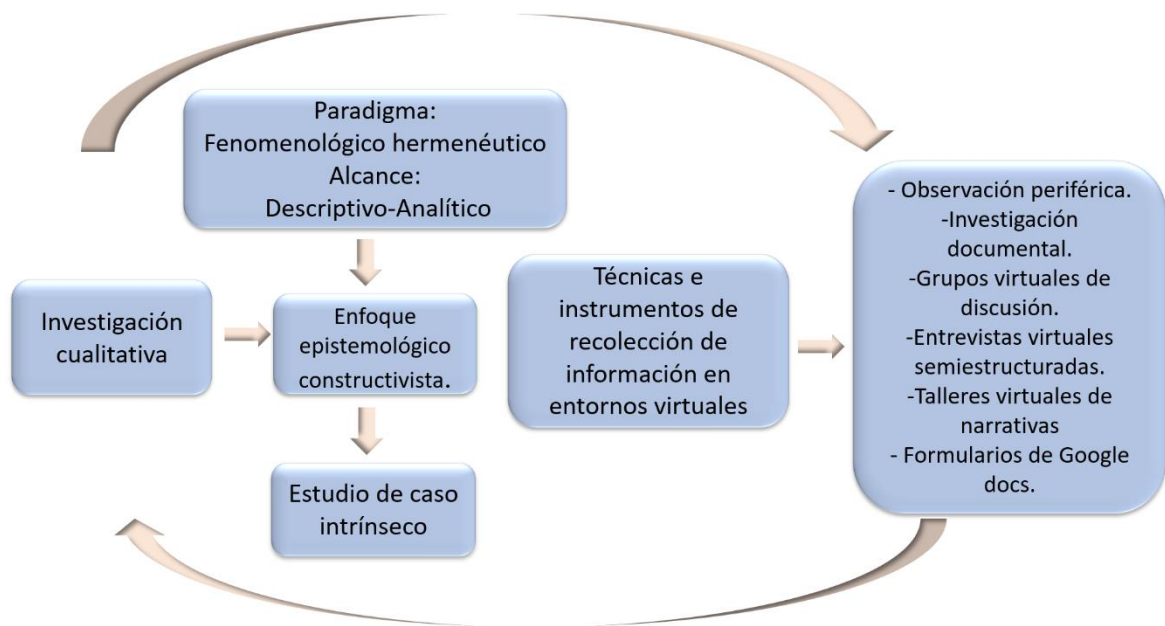 Paradigma:
Fenomenológico hermenéutico
Alcance:
Descriptivo-Analítico
Investigación
cualitativa
Enfoque
epistemológico
constructivista.
Estudio de caso
intrínseco
Técnicas e
instrumentos de
recolección de
información en
entornos virtuales
- Observación periférica.
-Investigación
documental.
-Grupos virtuales de
discusión.
-Entrevistas virtuales
semiestructuradas.
-Talleres virtuales de
narrativas
- Formularios de Google
docs.